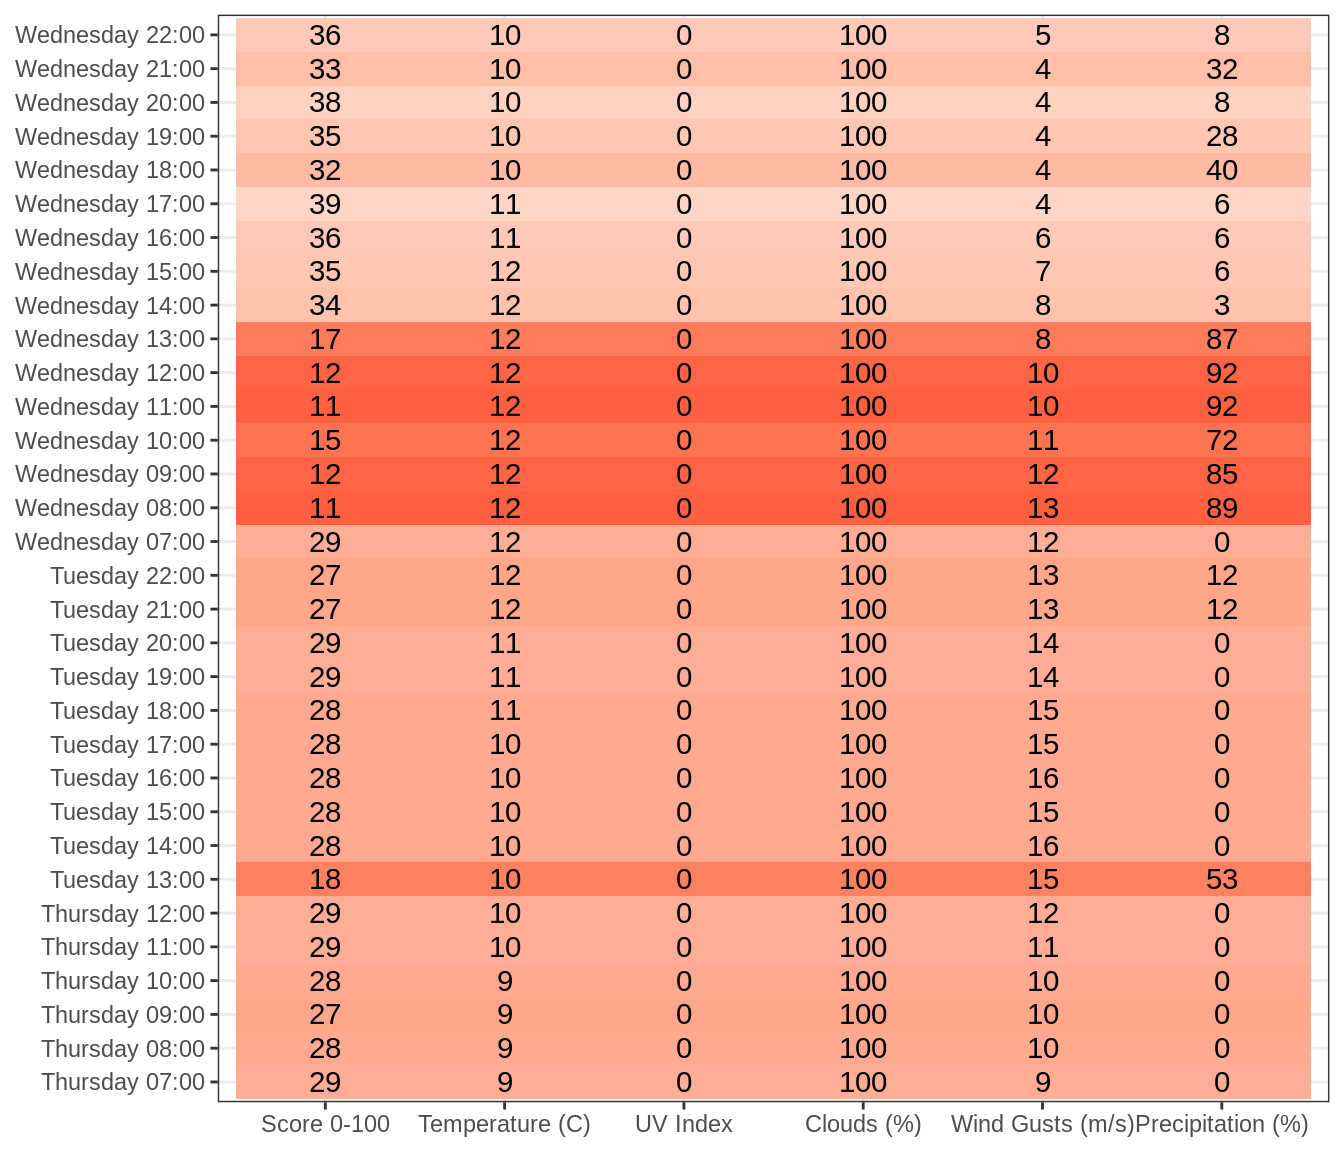 Wednesday 22:00 36 10 0 100 5 8
Wednesday 21:00 33 10 0 100 4 32
Wednesday 20:00 38 10 0 100 4 8
Wednesday 19:00 35 10 0 100 4 28
Wednesday 18:00 32 10 0 100 4 40
Wednesday 17:00 39 11 0 100 4 6
Wednesday 16:00 36 11 0 100 6 6
Wednesday 15:00 35 12 0 100 7 6
Wednesday 14:00 34 12 0 100 8 3
Wednesday 13:00 17 12 0 100 8 87
Wednesday 12:00 12 12 0 100 10 92
Wednesday 11:00 11 12 0 100 10 92
Wednesday 10:00 15 12 0 100 11 72
Wednesday 09:00 12 12 0 100 12 85
Wednesday 08:00 11 12 0 100 13 89
Wednesday 07:00 29 12 0 100 12 0
Tuesday 22:00 27 12 0 100 13 12
Tuesday 21:00 27 12 0 100 13 12
Tuesday 20:00 29 11 0 100 14 0
Tuesday 19:00 29 11 0 100 14 0
Tuesday 18:00 28 11 0 100 15 0
Tuesday 17:00 28 10 0 100 15 0
Tuesday 16:00 28 10 0 100 16 0
Tuesday 15:00 28 10 0 100 15 0
Tuesday 14:00 28 10 0 100 16 0
Tuesday 13:00 18 10 0 100 15 53
Thursday 12:00 29 10 0 100 12 0
Thursday 11:00 29 10 0 100 11 0
Thursday 10:00 28 9 0 100 10 0
Thursday 09:00 27 9 0 100 10 0
Thursday 08:00 28 9 0 100 10 0
Thursday 07:00 29 9 0 100 9 0
Score 0-100 Temperature (C) UV Index Clouds (%) Wind Gusts (m/s) Precipitation (%)